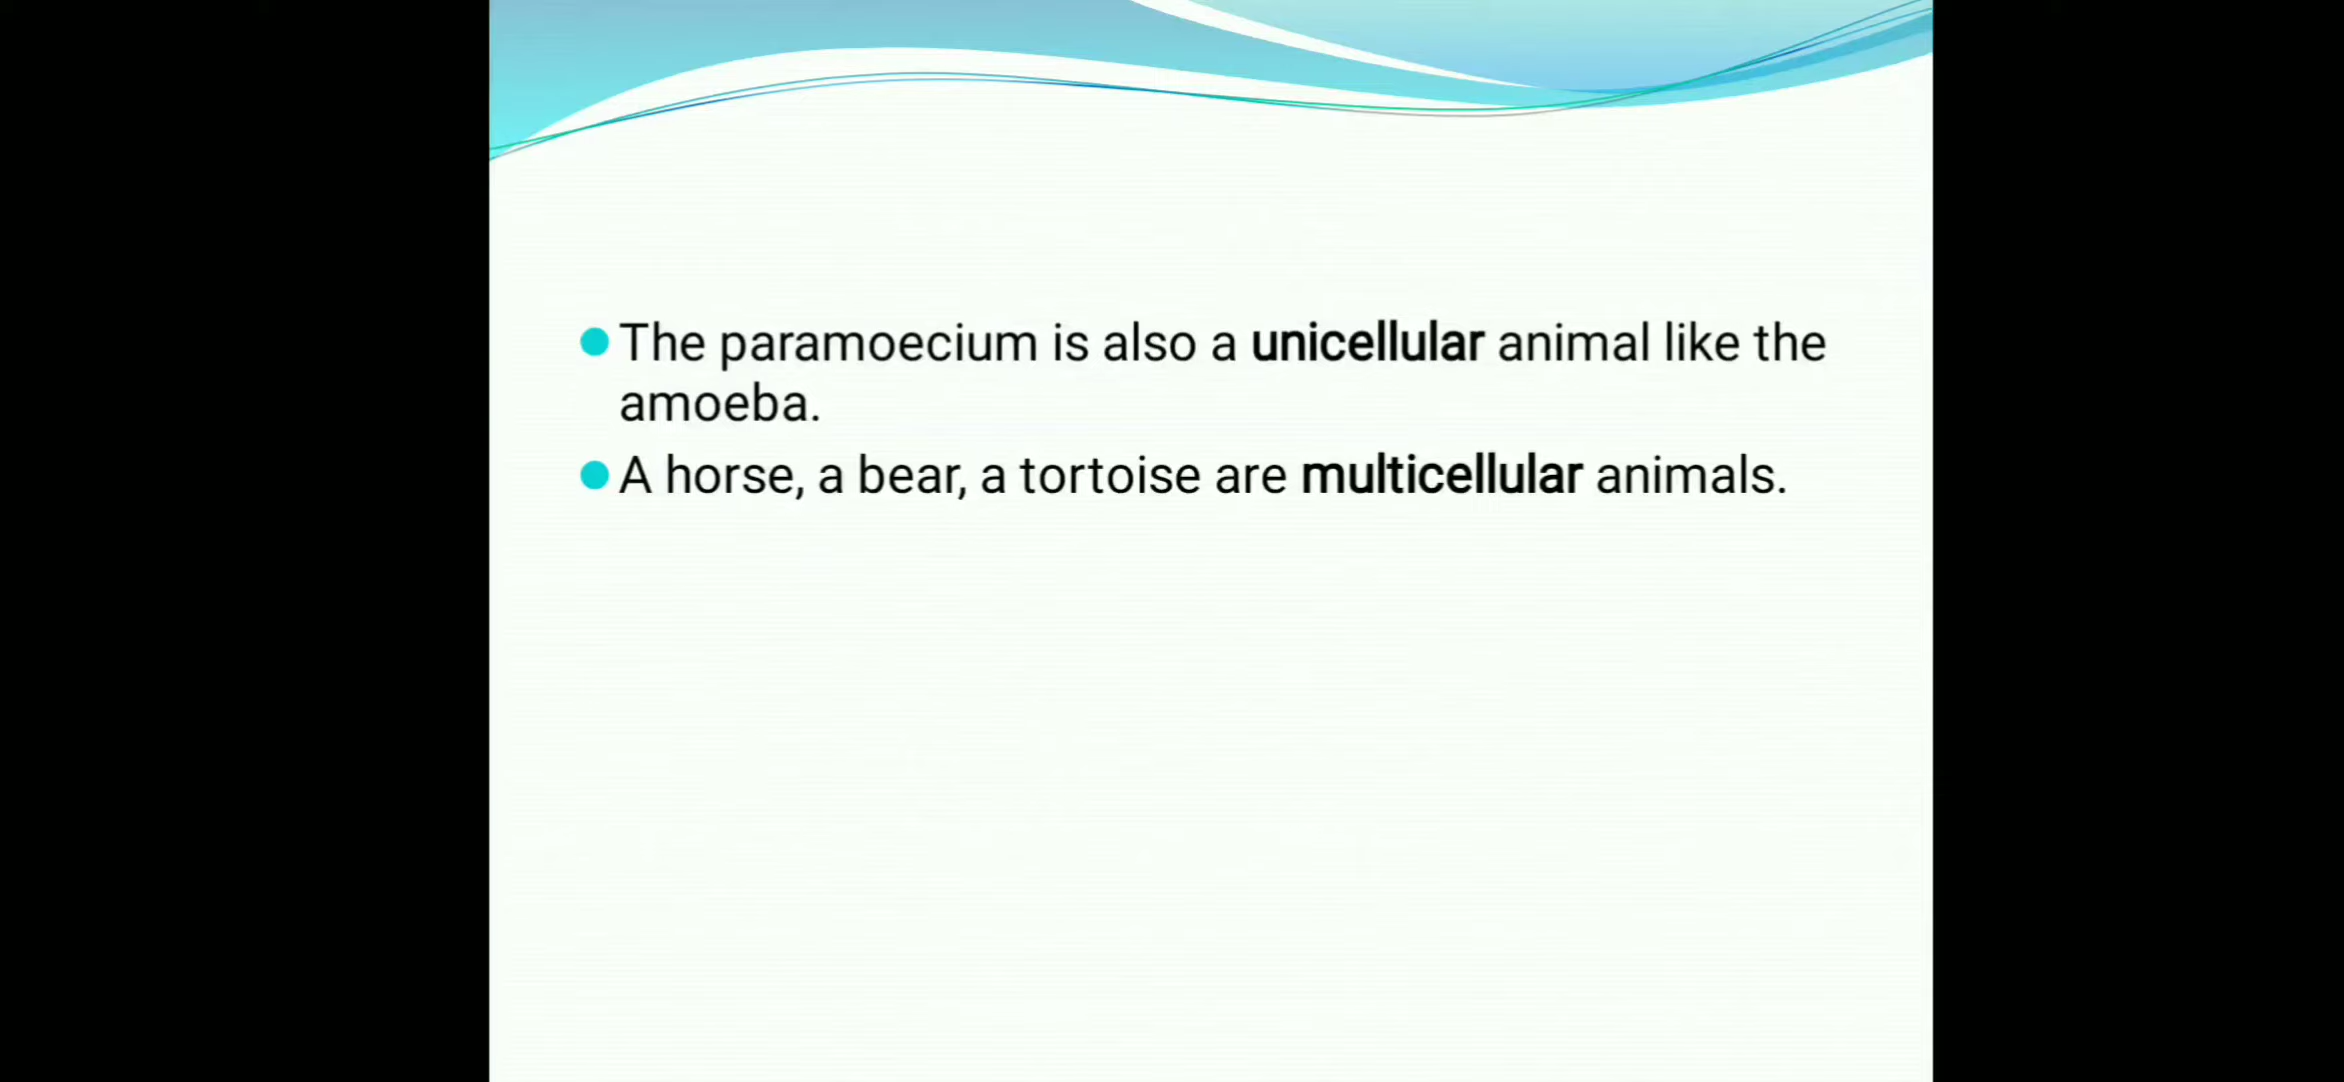 The paramoecium is also a unicellular animal like the
amoeba.
A horse, a bear, a tortoise are multicellular animals.